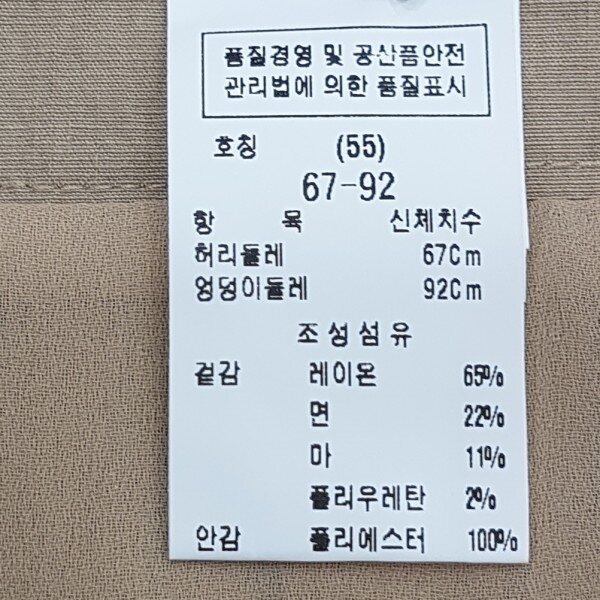 품질경영 및 공산품안전
관리법에 의한 품질표시
호칭 (55)
67-92
항 목 신체치수
허리둘레 67Cm
엉덩이둘레 92Cm
조성섬유
겉감 레이온 65%
면 22%
마 11%
폴리우레탄 2%
안감 폴리에스터 100%